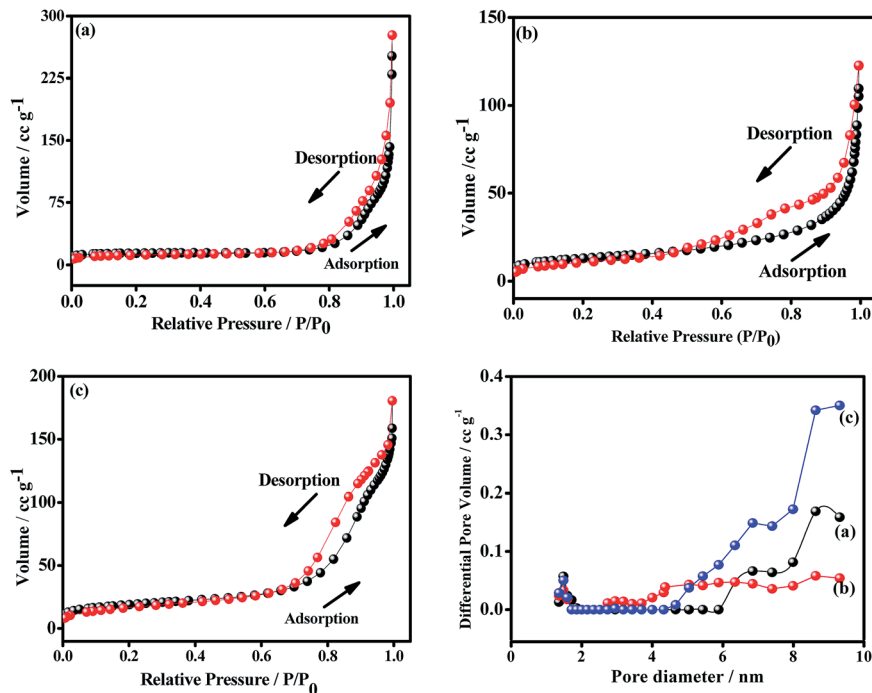 (a)
300
225
150
75
0
Volume / cc g-1
Desorption
Adsorption
0.0 0.2 0.4 0.6 0.8 1.0
Relative Pressure / P/P0
(b)
150
100
50
0
Volume /cc g-1
Desorption
Adsorption
0.0 0.2 0.4 0.6 0.8 1.0
Relative Pressure (P/P0)
(c)
200
150
100
50
0
Volume / cc g-1
Desorption
Adsorption
0.0 0.2 0.4 0.6 0.8 1.0
Relative Pressure / P/P0
0.4
0.3
0.2
0.1
0.0
Differential Pore Volume / cc g-1
(c)
(a)
(b)
0 2 4 6 8 10
Pore diameter / nm